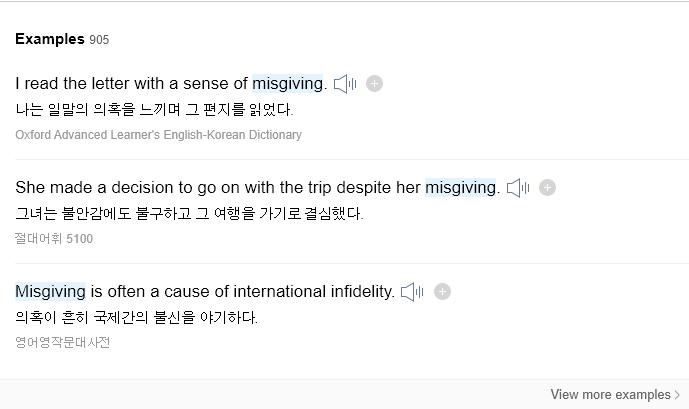 Examples 905
I read the letter with a sense of misgiving.
나는 일말의 의혹을 느끼며 그 편지를 읽었다.
Oxford Advanced Learner's English-Korean Dictionary
She made a decision to go on with the trip despite her misgiving.
그녀는 불안감에도 불구하고 그 여행을 가기로 결심했다.
절대어휘 5100
Misgiving is often a cause of international infidelity.
의혹이 흔히 국제간의 불신을 야기하다.
영어영작문대사전
View more examples